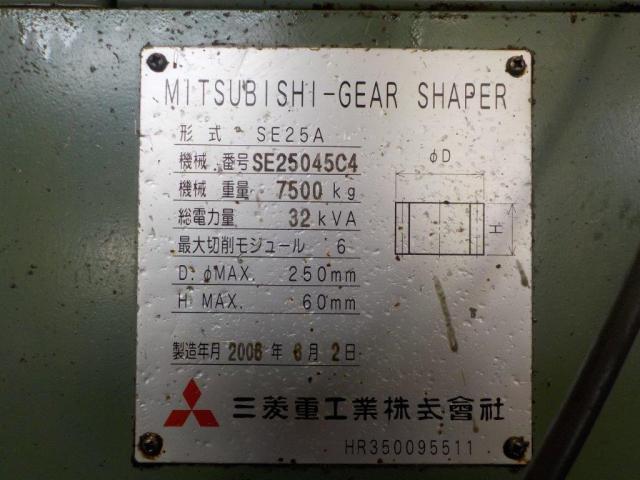 MITSUBISHI-GEAR SHAPER
形式 SE25A
機械 番号 SE25045C4
機械 重量 7500 kg
総電力量 32 kVA
最大切削モジュール 6
D. φMAX. 250mm
H MAX. 60mm
製造年月 2006 年 6月 2日
φD
H
三菱重工業株式會社
HR350095511